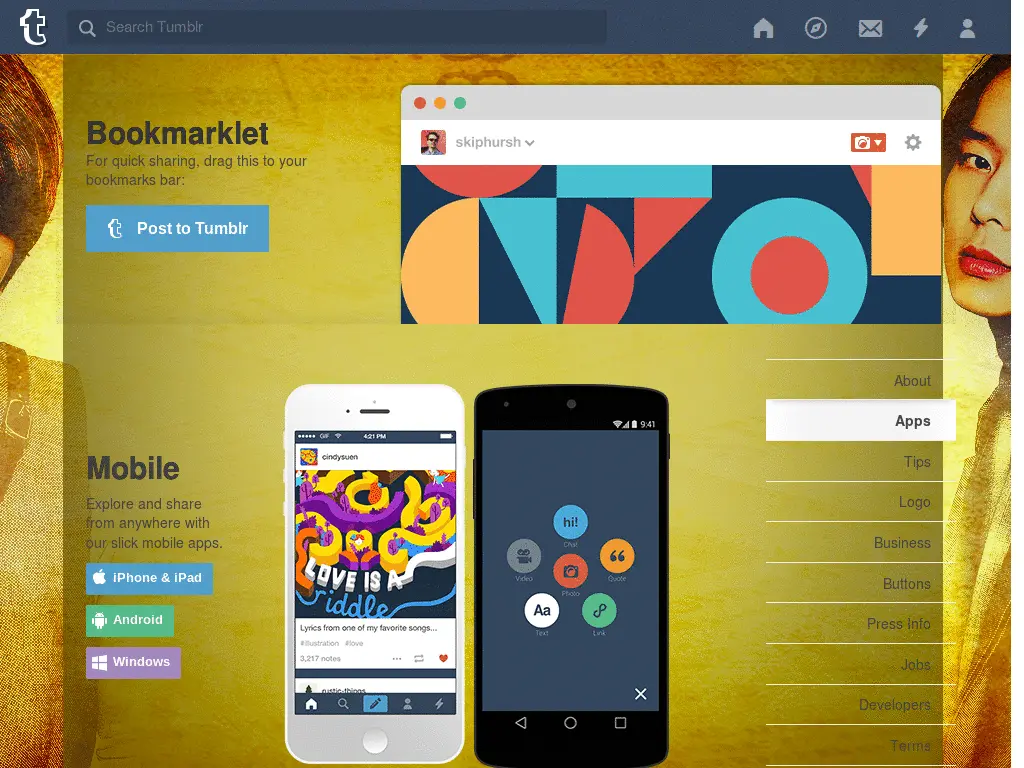 Search Tumblr
Bookmarklet
For quick sharing, drag this to your
bookmarks bar:
Post to Tumblr
skiphursh
About
Apps
Tips
Logo
Business
Buttons
Press Info
Jobs
Developers
Terms
Mobile
Explore and share
from anywhere with
our slick mobile apps.
iPhone & iPad
Android
Windows
GIF
4:21 PM
cindysuen
LOVE IS A
riddle
Lyrics from one of my favorite songs...
#illustration #love
3,217 notes
rustic-things
9:41
hi!
Chat
Video
Quote
Photo
Aa
Text
Link